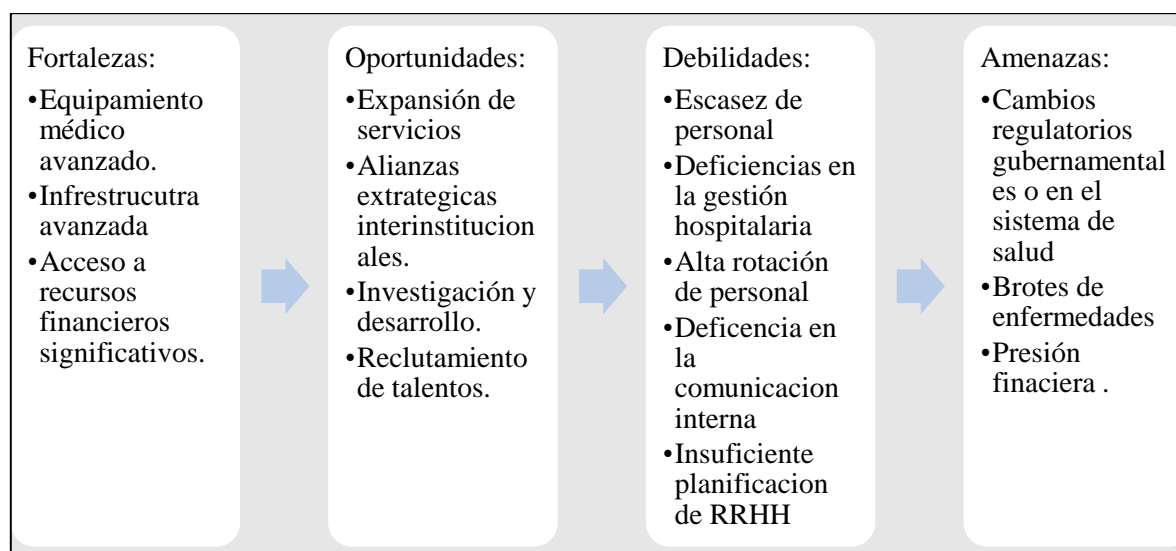 Fortalezas:
•Equipamiento
médico
avanzado.
•Infrestrucutra
avanzada
•Acceso a
recursos
financieros
significativos.
Oportunidades:
•Expansión de
servicios
•Alianzas
extrategicas
interinstitucion
ales.
•Investigación y
desarrollo.
•Reclutamiento
de talentos.
Debilidades:
•Escasez de
personal
•Deficiencias en
la gestión
hospitalaria
•Alta rotación
de personal
•Deficencia en
la
comunicacion
interna
•Insuficiente
planificacion
de RRHH
Amenazas:
•Cambios
regulatorios
gubernamental
es o en el
sistema de
salud
•Brotes de
enfermedades
•Presión
finaciera .